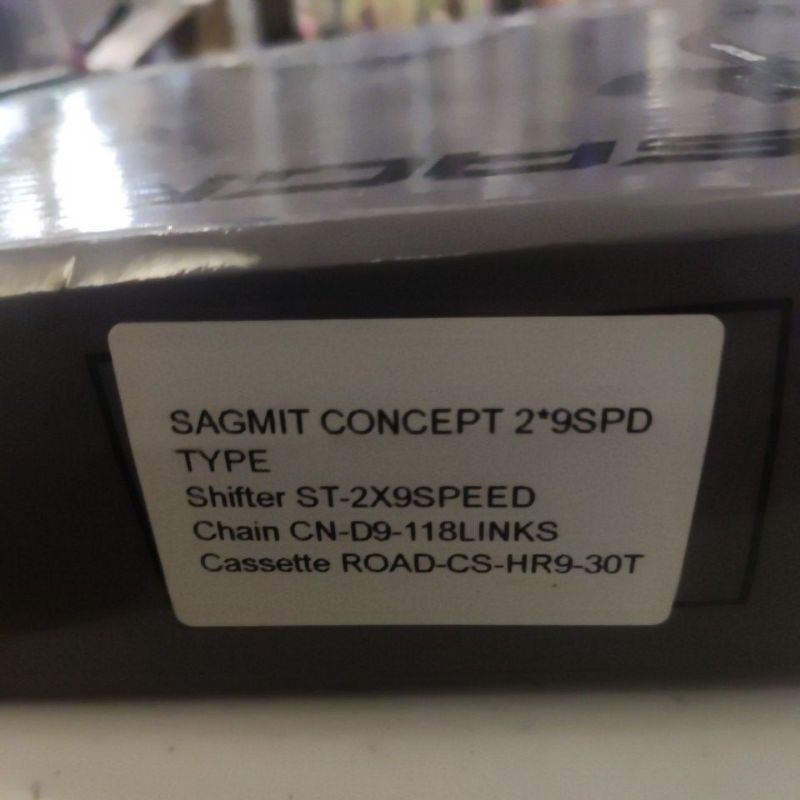 SAGMIT CONCEPT 2*9SPD
TYPE
Shifter ST-2X9SPEED
Chain CN-D9-118LINKS
Cassette ROAD-CS-HR9-30T